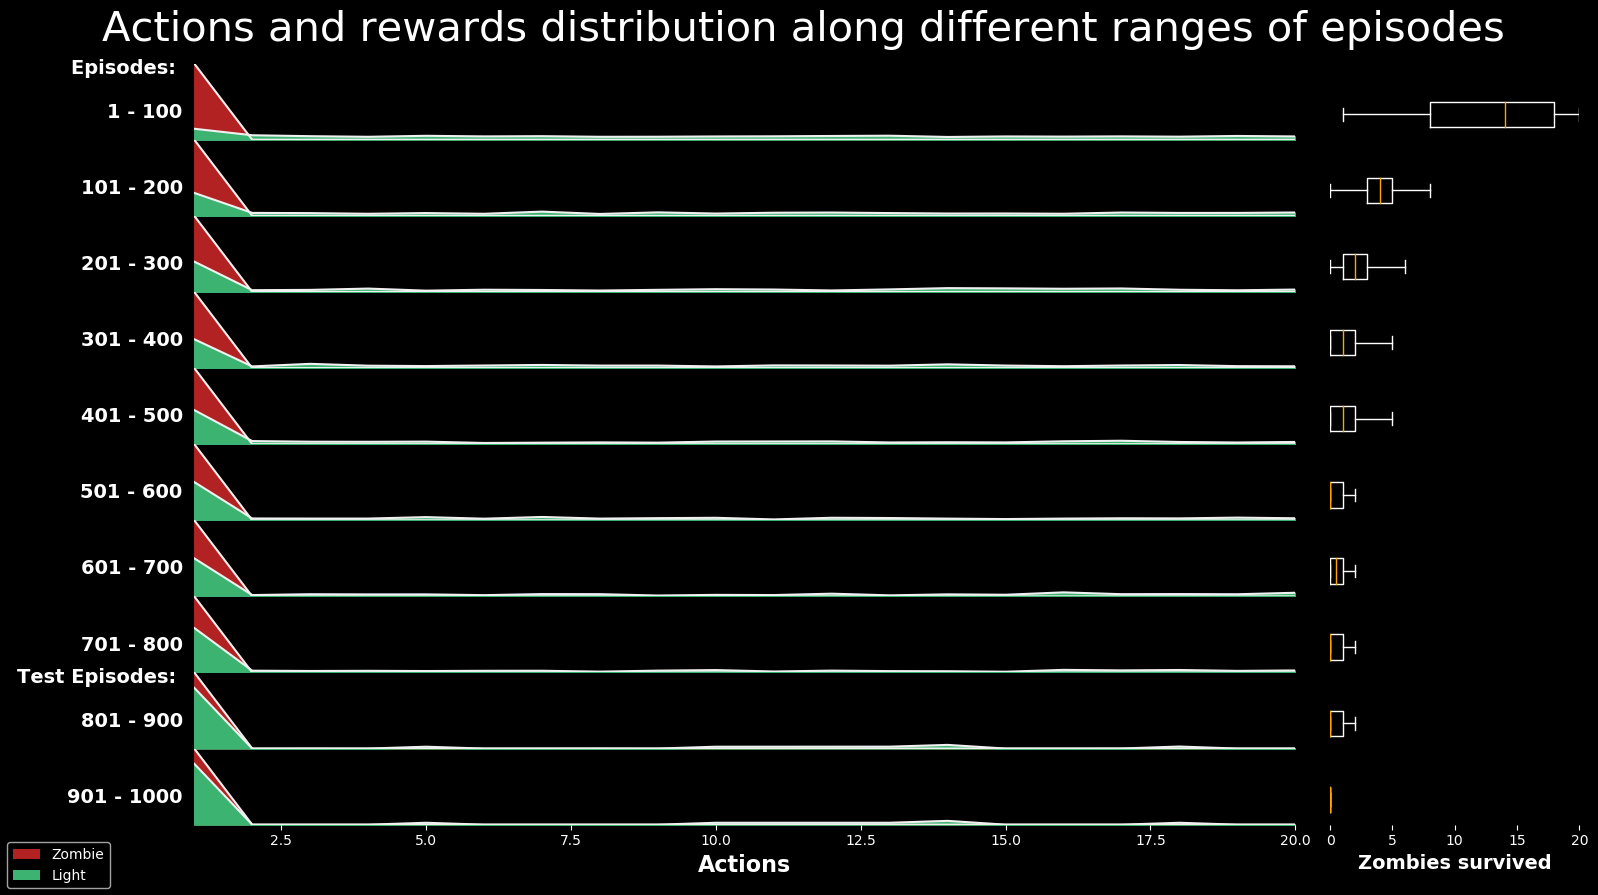 Actions and rewards distribution along different ranges of episodes
Episodes:
1 - 100
101 - 200
201 - 300
301 - 400
401 - 500
501 - 600
601 - 700
701 - 800
Test Episodes:
801 - 900
901 - 1000
2.5 5.0 7.5 10.0 12.5 15.0 17.5 20.0
0 5 10 15 20
Actions
Zombies survived
Zombie
Light